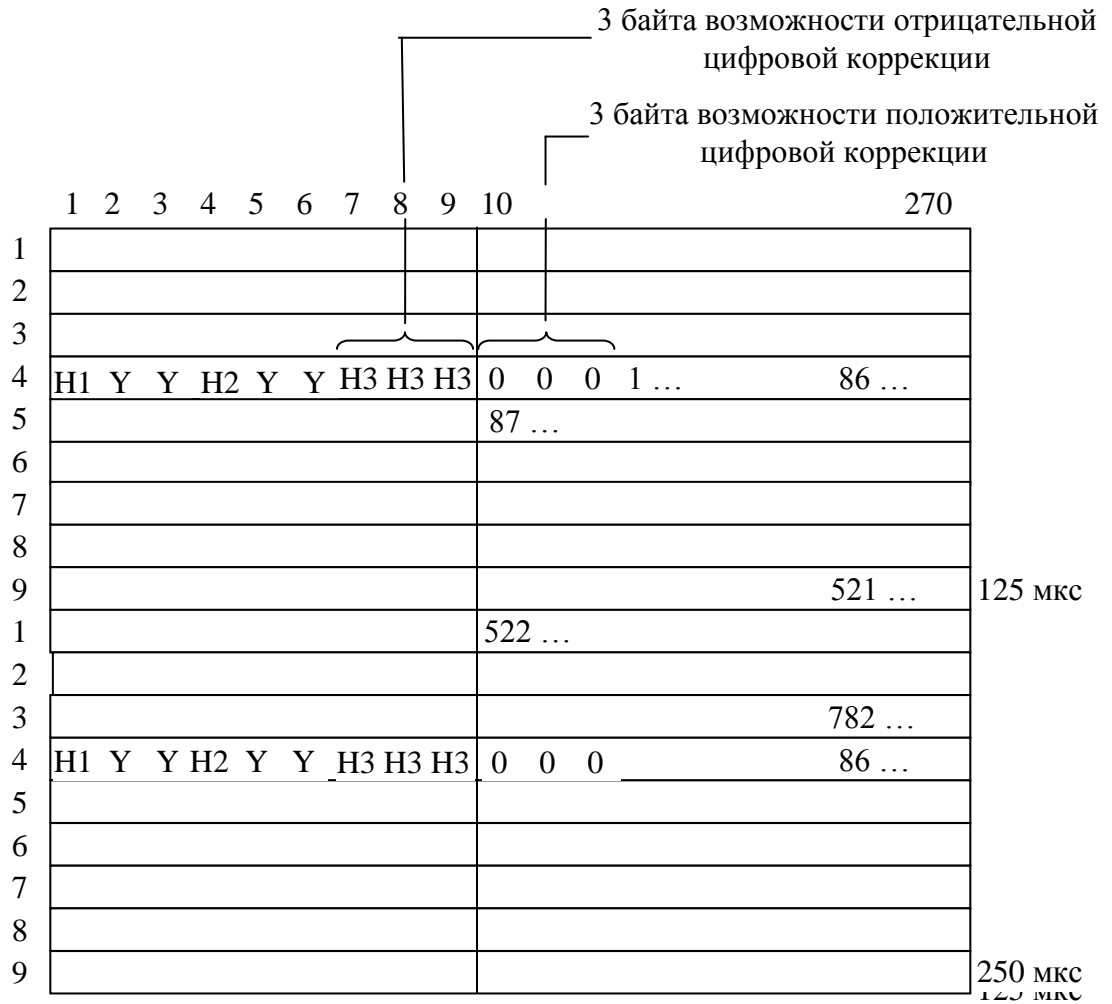 3 байта возможности отрицательной
цифровой коррекции
3 байта возможности положительной
цифровой коррекции
1 2 3 4 5 6 7 8 9 10 270
1
2
3
4 H1 Y Y H2 Y Y H3 H3 H3 0 0 0 1 … 86 …
5 87 …
6
7
8
9 521 … 125 мкс
1 522 …
2
3 782 …
4 H1 Y Y H2 Y Y H3 H3 H3 0 0 0 86 …
5
6
7
8
9 250 мкс
125 мкс